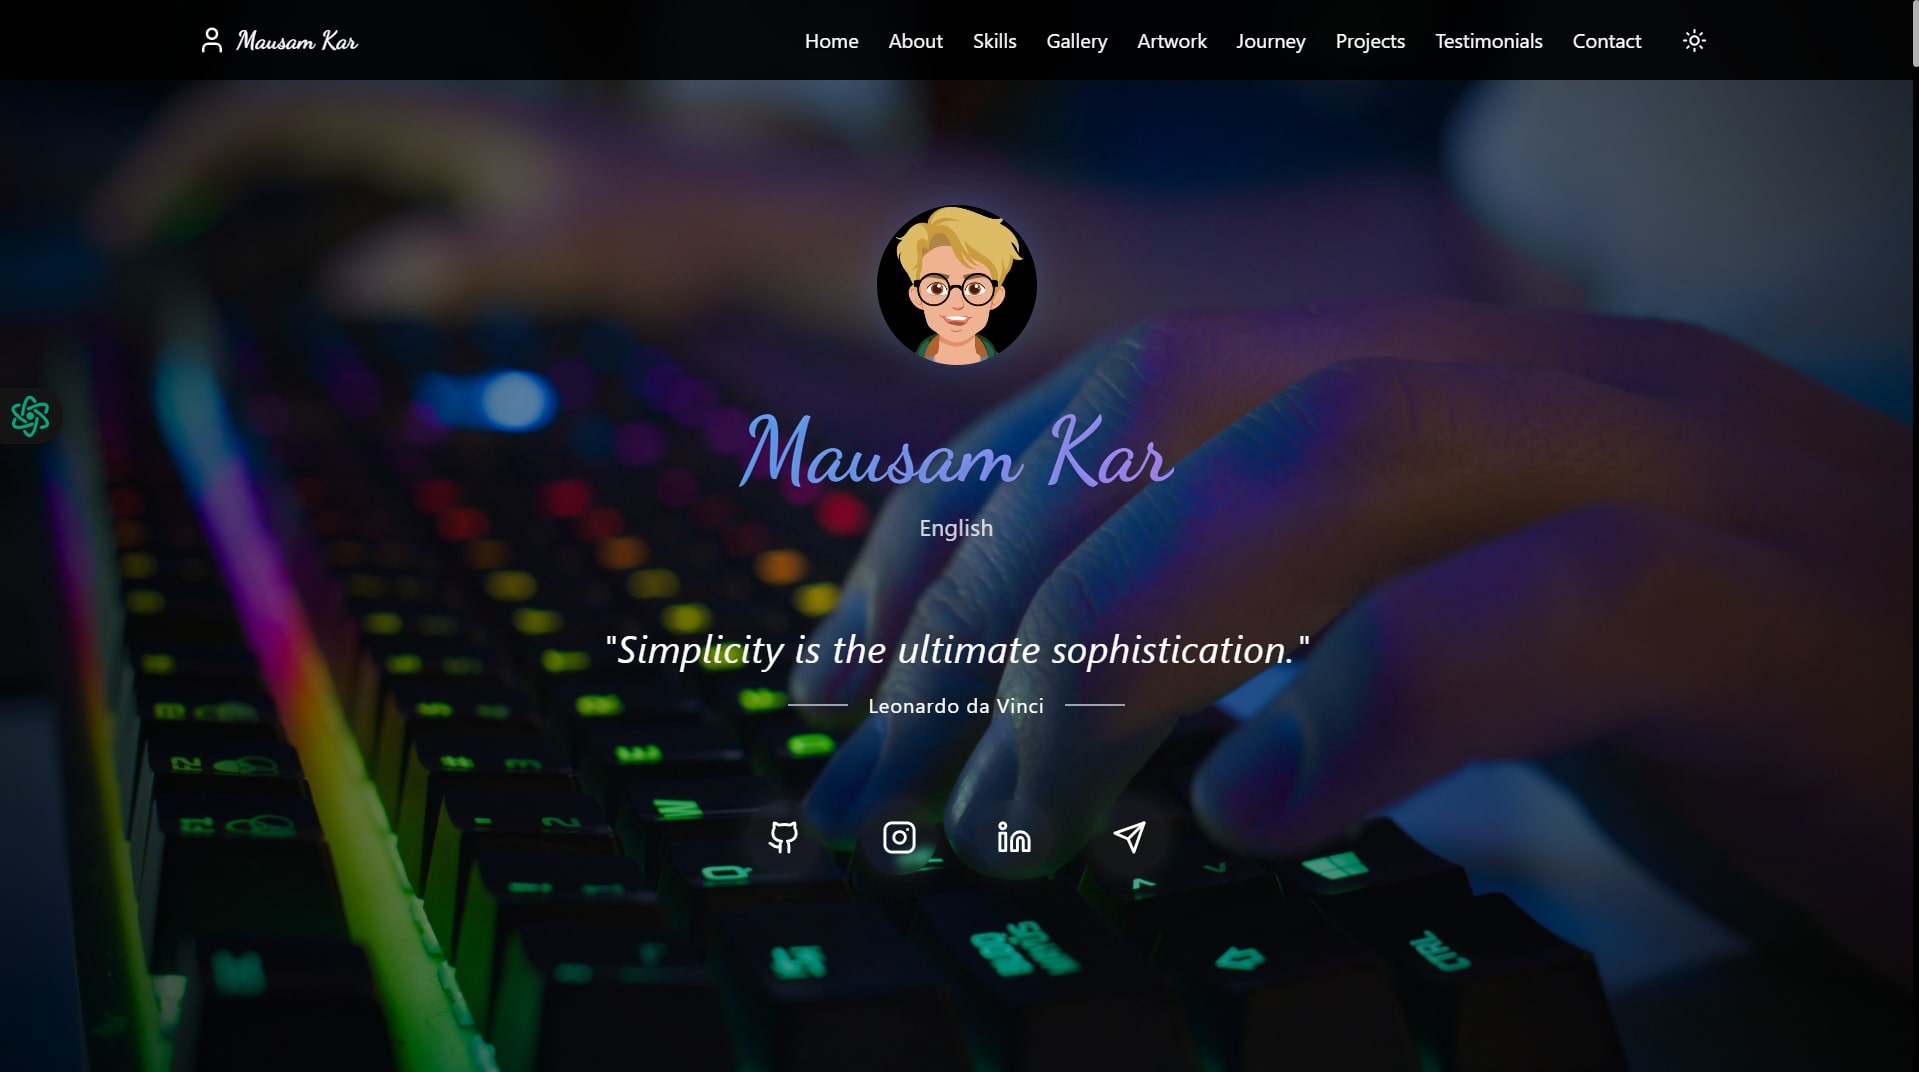 Mausam Kar
Home About Skills Gallery Artwork Journey Projects Testimonials Contact
Mausam Kar
English
"Simplicity is the ultimate sophistication."
Leonardo da Vinci
Q
CTRL